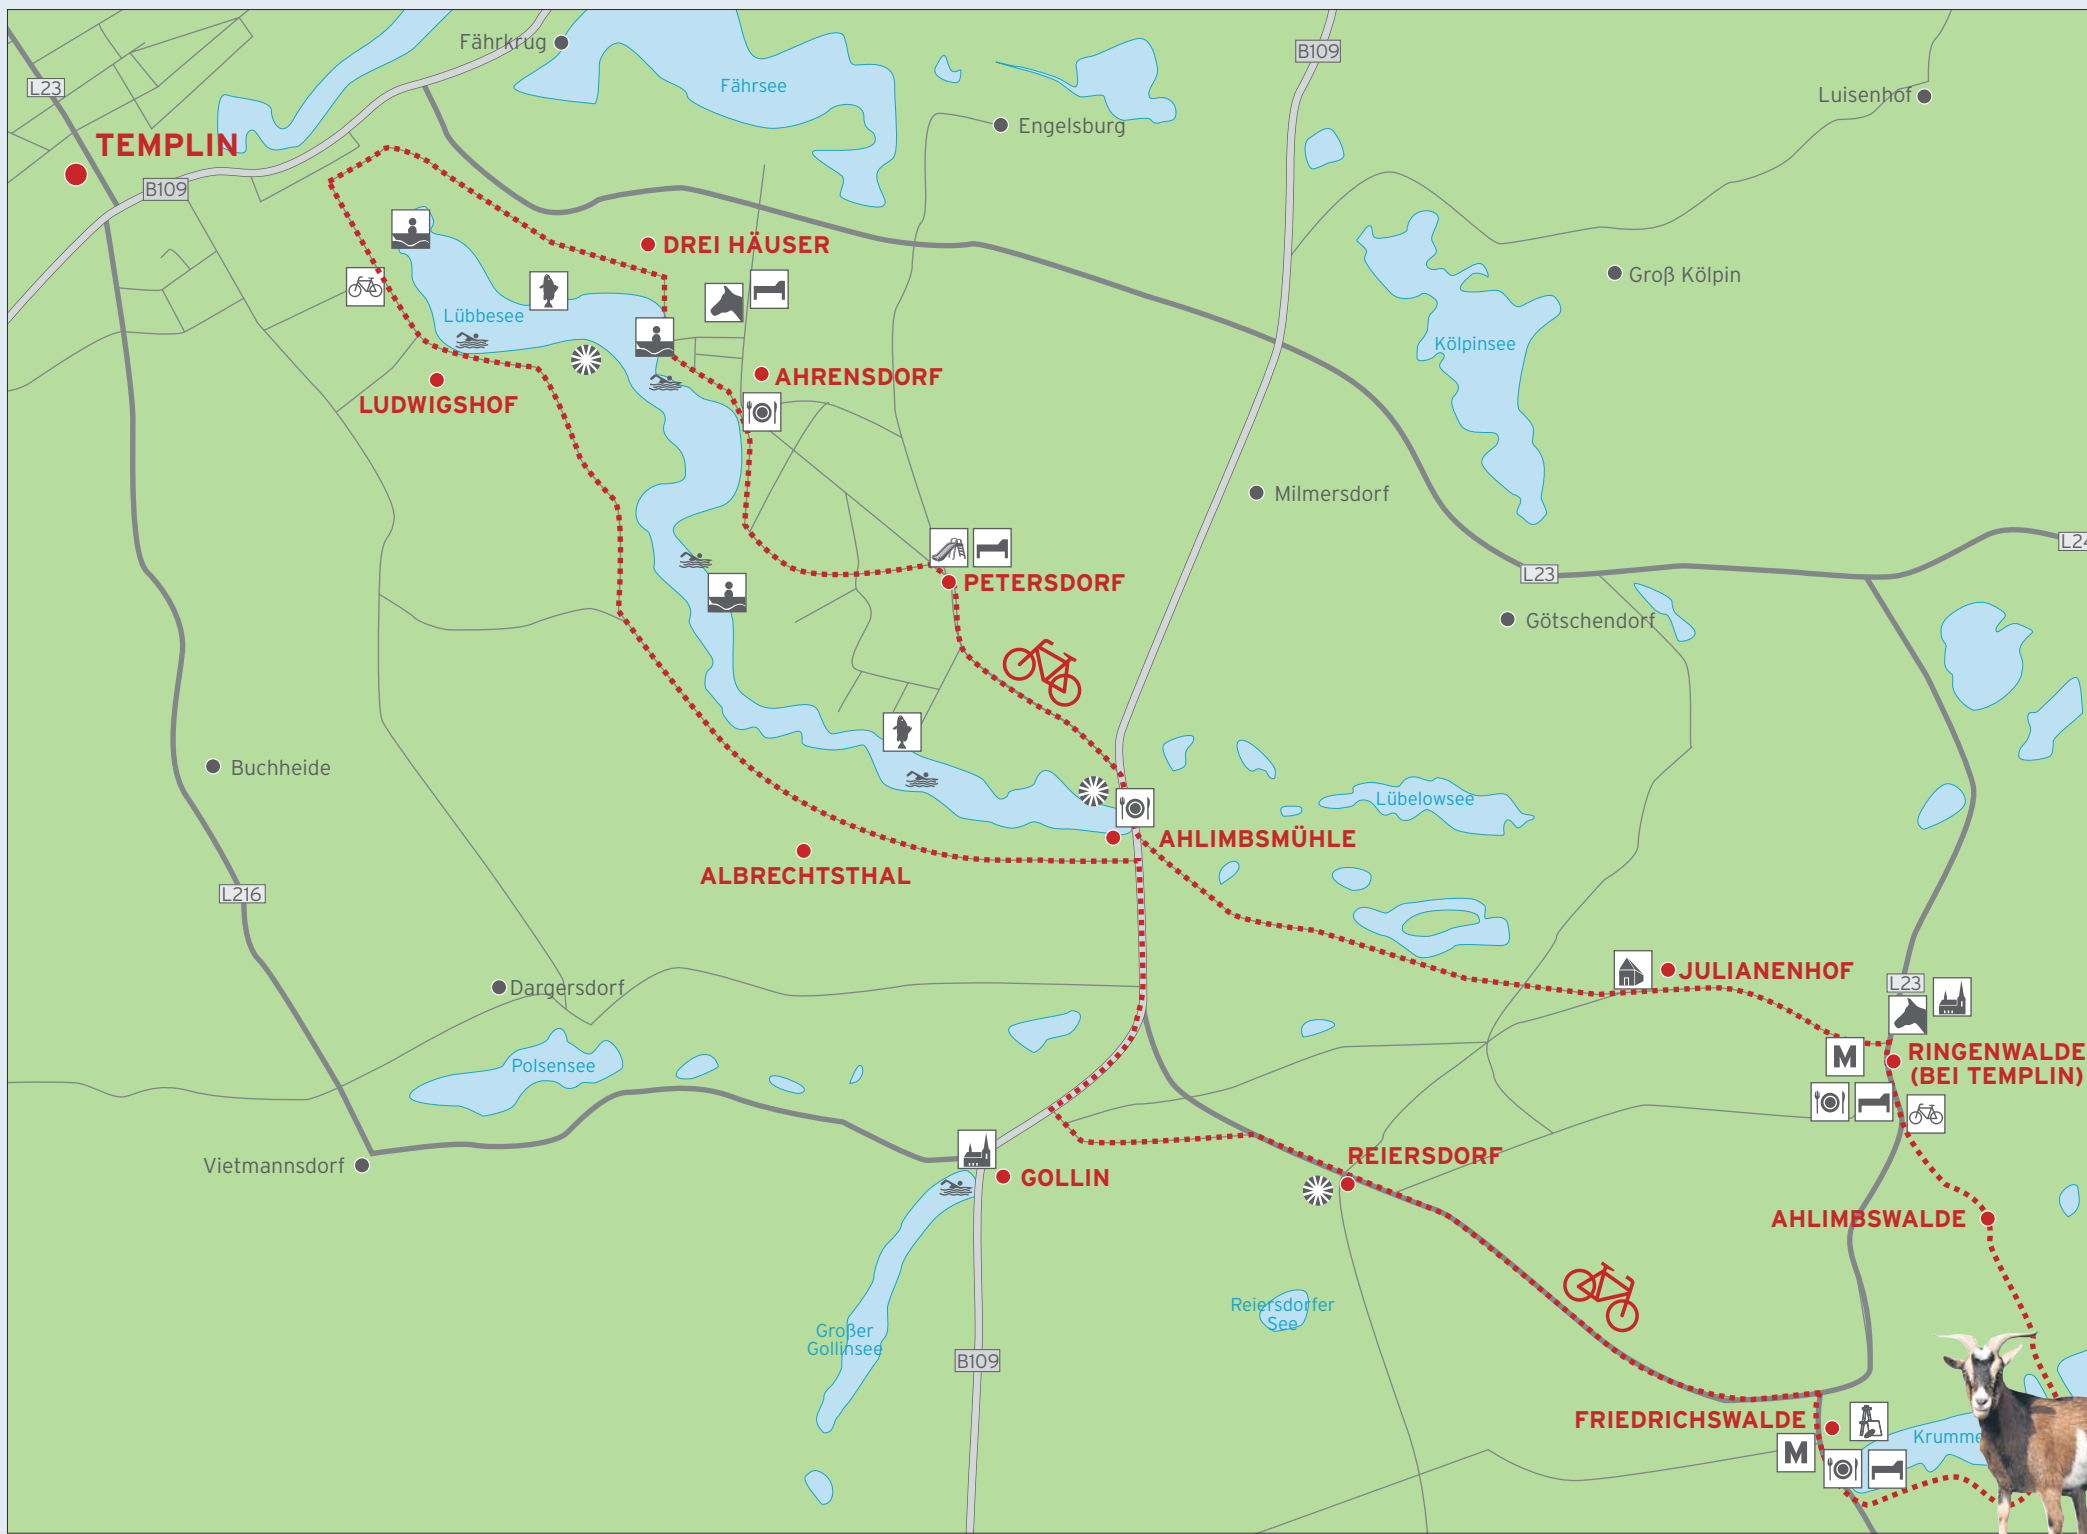 Fährkrug
B109
Fährsee
L23
Luisenhof
Engelsburg
TEMPLIN
B109
DREI HÄUSER
Groß Kölpin
Lübbesee
Kölpinsee
AHRENSDORF
LUDWIGSHOF
Milmersdorf
L24
L23
PETERSDORF
Götschendorf
Buchheide
Lübelowsee
AHLIMBSMÜHLE
ALBRECHTSTHAL
L216
JULIANENHOF
Dargersdorf
L23
RINGENWALDE
(BEI TEMPLIN)
M
Polsensee
REIERSDORF
Vietmannsdorf
GOLLIN
AHLIMBSWALDE
Reiersdorfer
See
Großer
Gollinsee
B109
FRIEDRICHSWALDE
Krumme
M